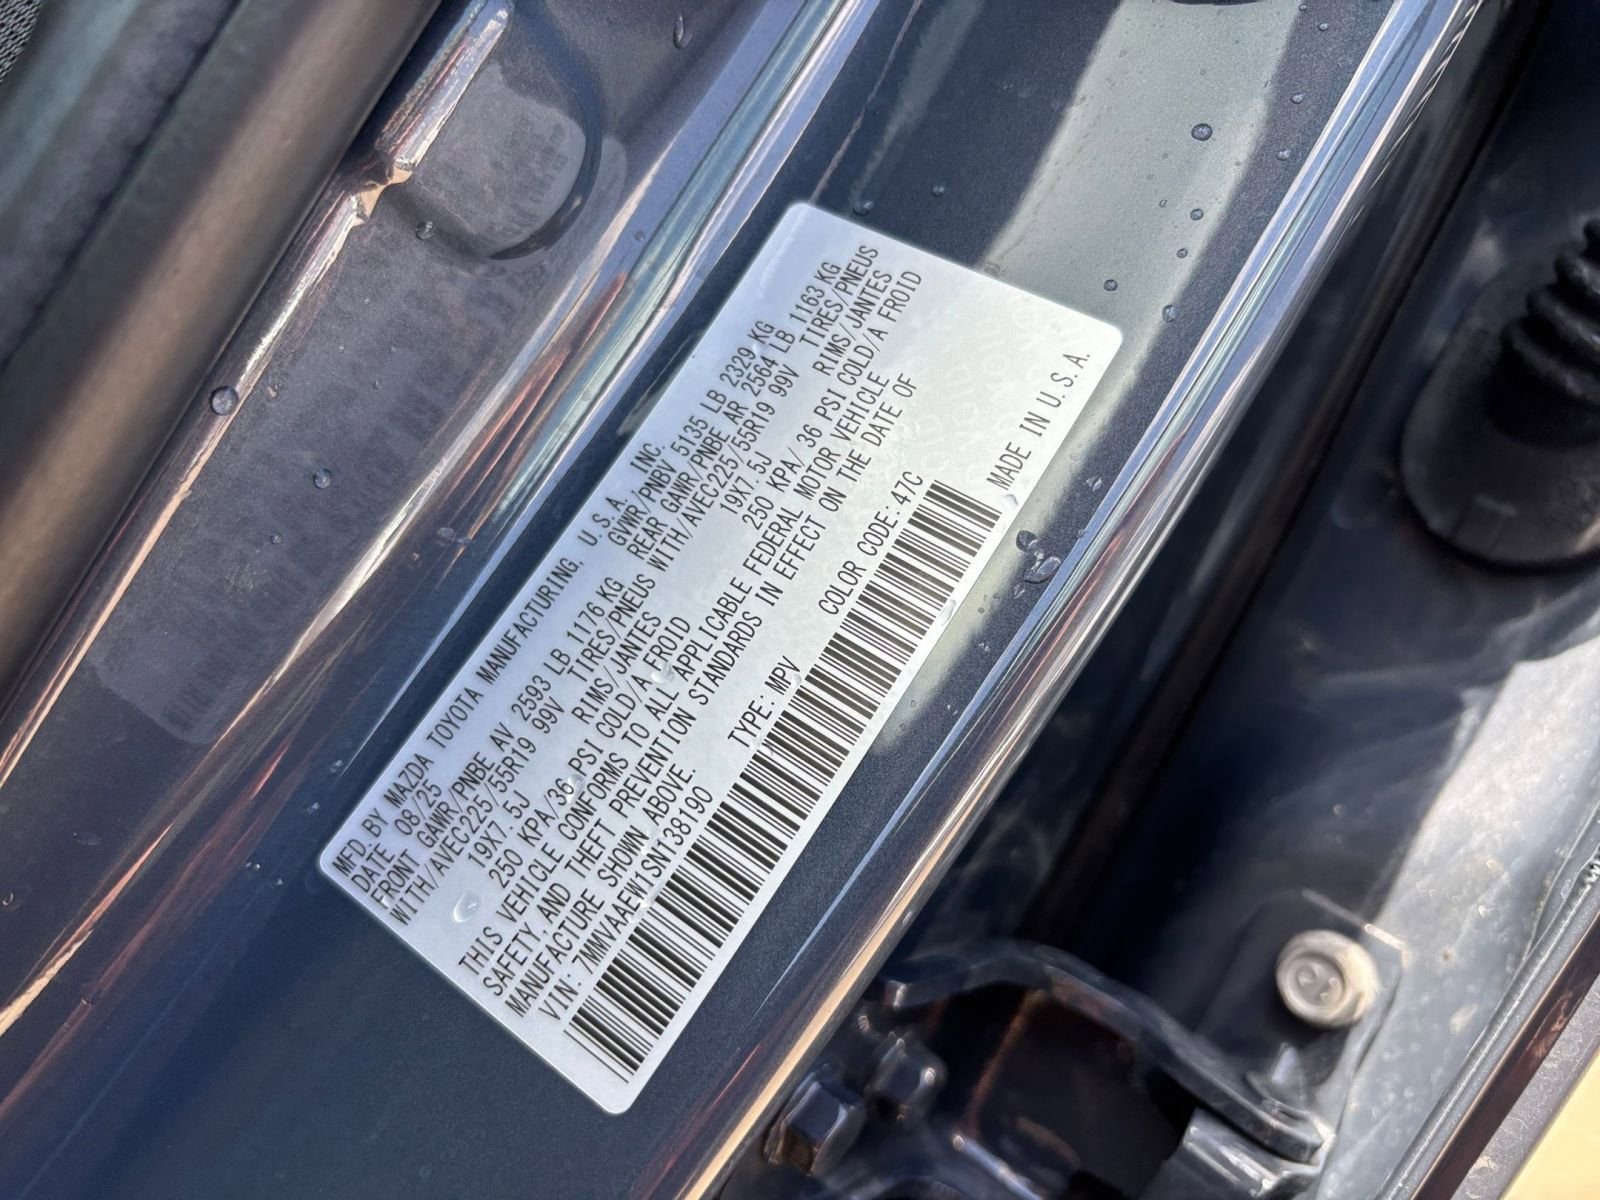 MFD. BY MAZDA TOYOTA MANUFACTURING, U.S.A. INC.
DATE 08/25 GVWR/PNBV 5135 LB 2329 KG
FRONT GAWR/PNBE AV 2593 LB 1176 KG REAR GAWR/PNBE AR 2564 LB 1163 KG
WITH/AVEC225/55R19 99V TIRES/PNEUS WITH/AVEC225/55R19 99V TIRES/PNEUS
19X7.5J RIMS/JANTES 19X7.5J RIMS/JANTES
250 KPA/36 PSI COLD/A FROID 250 KPA/36 PSI COLD/A FROID
THIS VEHICLE CONFORMS TO ALL APPLICABLE FEDERAL MOTOR VEHICLE
SAFETY, AND THEFT PREVENTION STANDARDS IN EFFECT ON THE DATE OF
MANUFACTURE SHOWN ABOVE.
VIN: 7MMVAAEW1SN138190 TYPE: MPV COLOR CODE: 47C
MADE IN U.S.A.